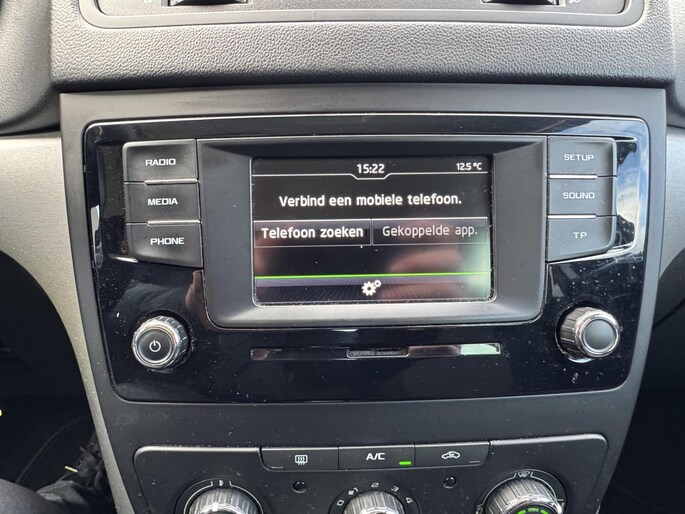 15:22 12.5 °C
RADIO
MEDIA
PHONE
Verbind een mobiele telefoon.
Telefoon zoeken Gekoppelde app.
SETUP
SOUND
TP
A/C